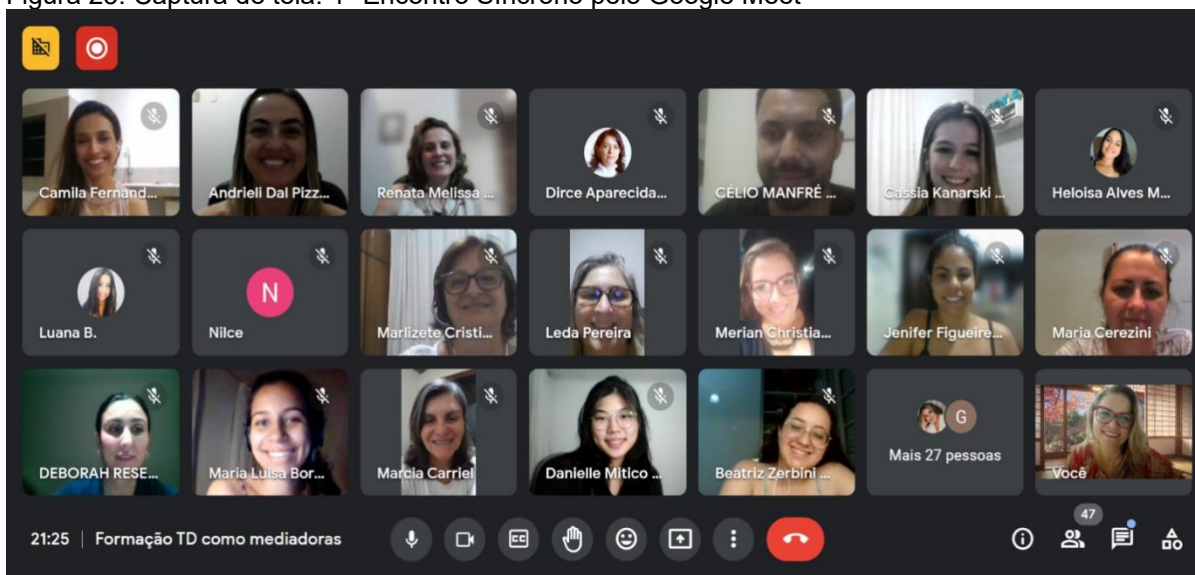 Figura 25: Captura de tela: 1º Encontro Síncrono pelo Google Meet
Camila Fernand...
Andrieli Dal Pizz...
Renata Melissa ...
Dirce Aparecida...
CÉLIO MANFRÉ ...
Cassia Kanarski ...
Heloisa Alves M...
Luana B.
N
Nilce
Marlizete Cristi...
Leda Pereira
Merian Christia...
Jenifer Figueire...
Maria Cerezini
DEBORAH RESE...
Maria Luisa Bor...
Marcia Carriel
Danielle Mitico ...
Beatriz Zerbini ...
G
Mais 27 pessoas
Você
21:25 | Formação TD como mediadoras
CC
47